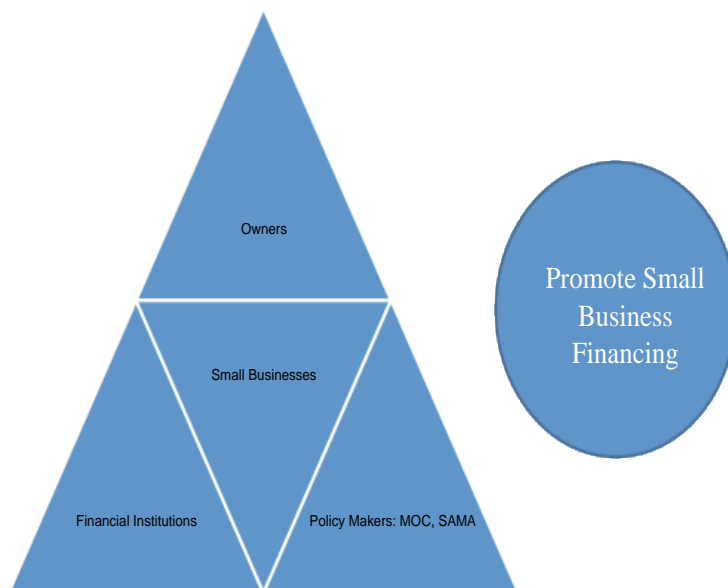 Owners
Promote Small
Business
Financing
Small Businesses
Financial Institutions
Policy Makers: MOC, SAMA